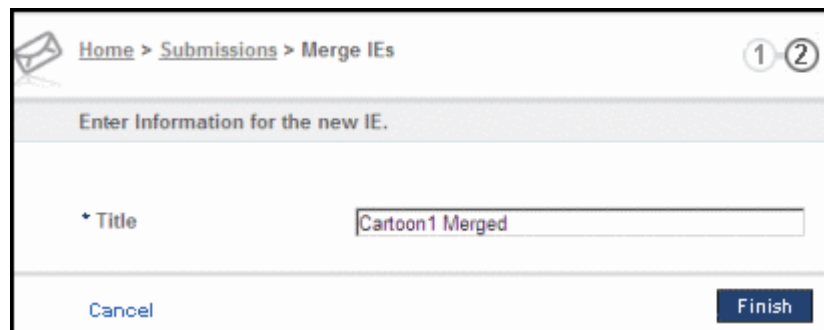 Home > Submissions > Merge IEs
1 2
Enter Information for the new IE.
* Title Cartoon1 Merged
Cancel Finish